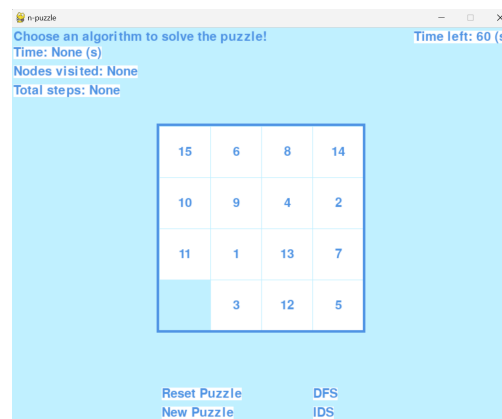 n-puzzle
Choose an algorithm to solve the puzzle! Time left: 60 (s
Time: None (s)
Nodes visited: None
Total steps: None
15 6 8 14
10 9 4 2
11 1 13 7
3 12 5
Reset Puzzle DFS
New Puzzle IDS